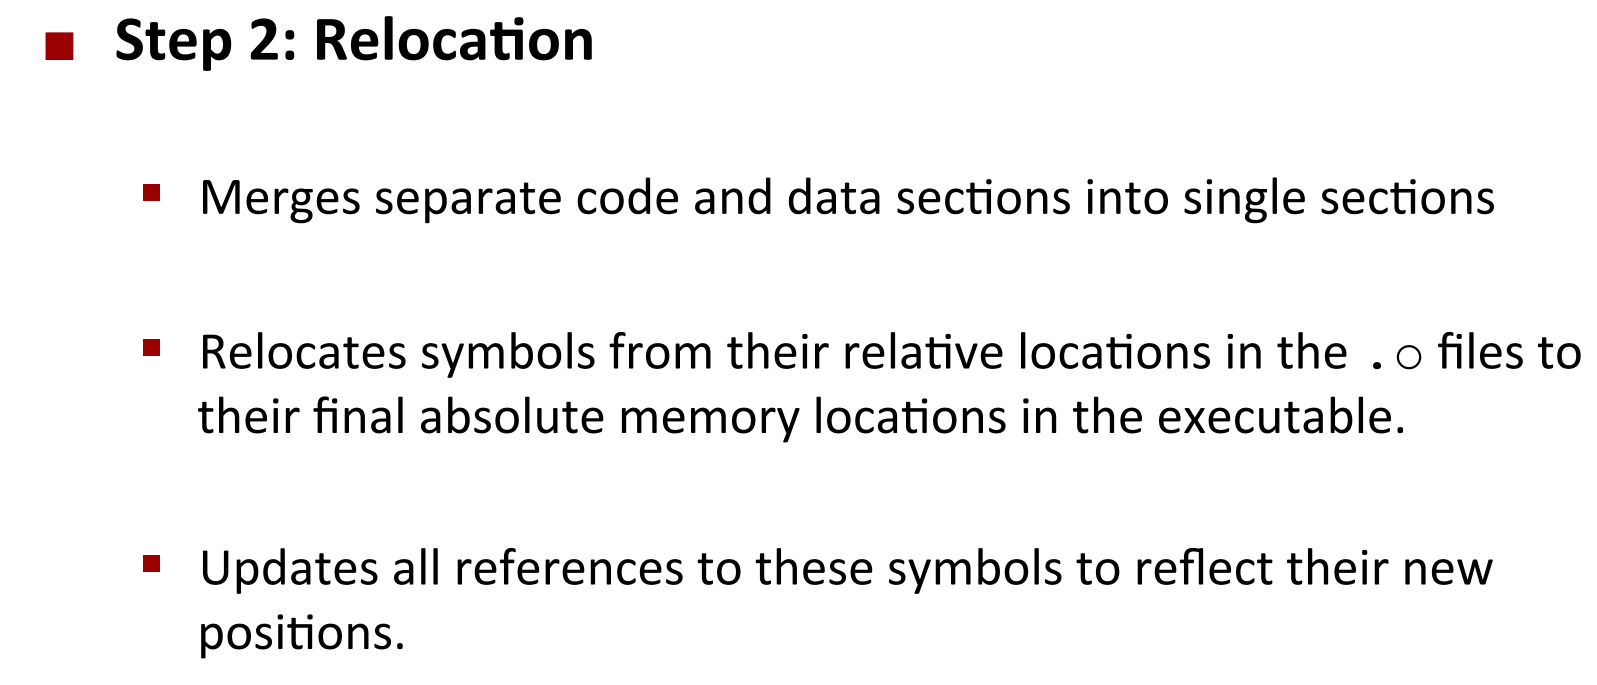 Step 2: Relocation
Merges separate code and data sections into single sections
Relocates symbols from their relative locations in the .o files to
their final absolute memory locations in the executable.
Updates all references to these symbols to reflect their new
positions.